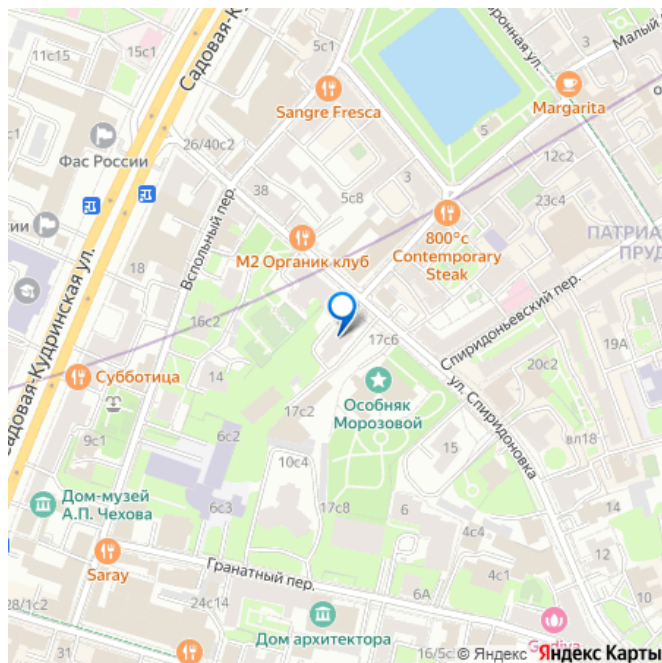 11с15
15с1
5с1
Садовая-Кудринская ул.
Sangre Fresca
Малый
Margarita
5
Фас России
26/40с2
38
3
12с2
Вспольный пер.
5с8
23с4
800°с
Contemporary
Steak
М2 Органик клуб
ПАТРИА
ПРУД
18
Садовая-Кудринская ул.
16с2
17с6
Спиридоньевский пер.
19А
20с2
Субботица
14
Особняк
Морозовой
ул. Спиридоновка
17с2
9с1
6с2
15
вл18
10с4
Дом-музей
А.П. Чехова
6с3
17с8
6
4с4
14
12
Saray
Гранатный пер.
4с1
6А
10
28/1с2
24с14
Дом архитектора
Godiva
31
16/5с
© Яндекс Яндекс Карты